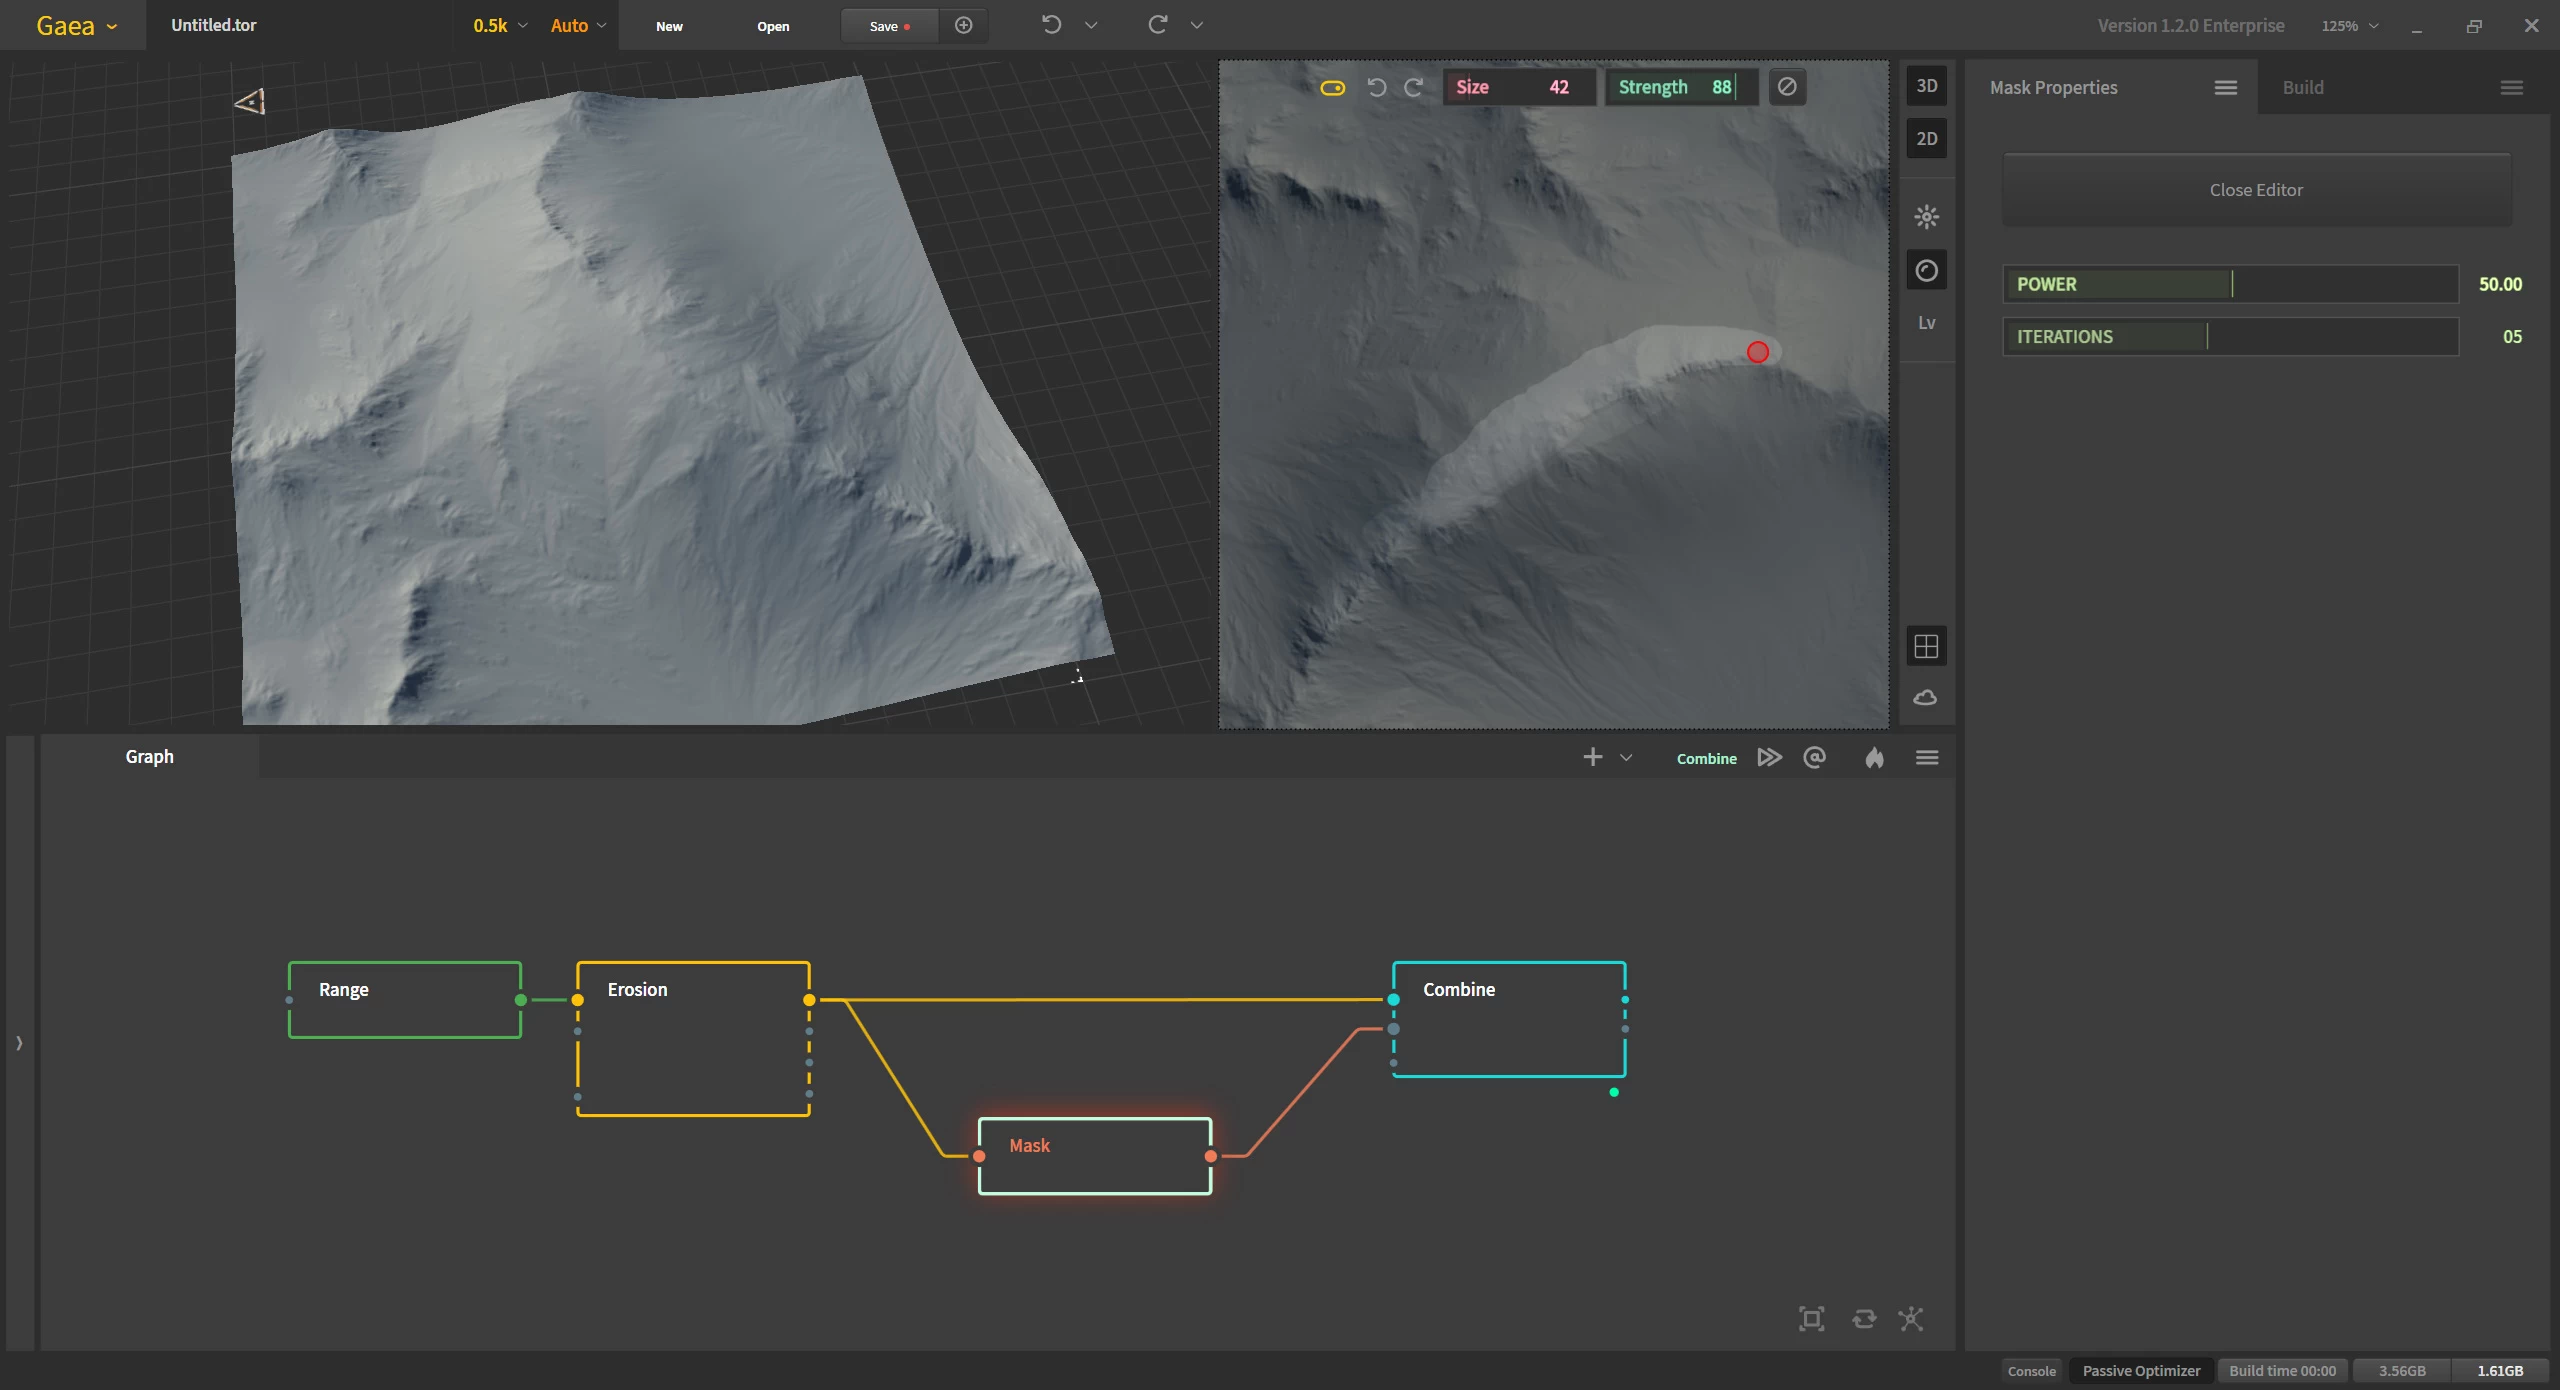 Gaea
Untitled.tor
0.5k
Auto
New
Open
Save
Version 1.2.0 Enterprise
125%
Size 42
Strength 88
3D
2D
Lv
Mask Properties
Build
Close Editor
POWER 50.00
ITERATIONS 05
Graph
Combine
Range
Erosion
Combine
Mask
Console
Passive Optimizer
Build time 00:00
3.56GB
1.61GB